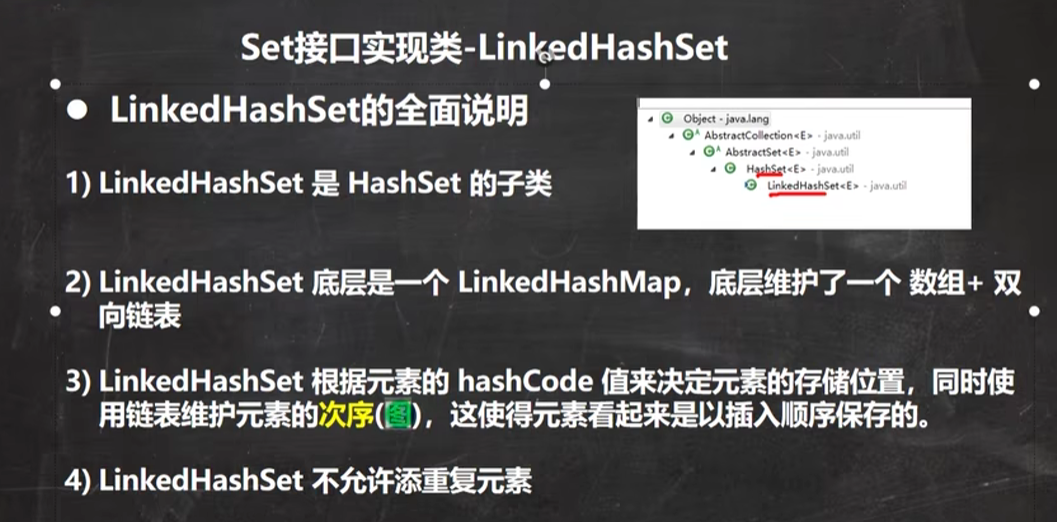 Set接口实现类-LinkedHashSet
● LinkedHashSet的全面说明
Object - java.lang
AbstractCollection<E> - java.util
AbstractSet<E> - java.util
HashSet<E> - java.util
LinkedHashSet<E> - java.util
1) LinkedHashSet 是 HashSet 的子类
2) LinkedHashSet 底层是一个 LinkedHashMap，底层维护了一个 数组+ 双
向链表
3) LinkedHashSet 根据元素的 hashCode 值来决定元素的存储位置，同时使
用链表维护元素的次序(图)，这使得元素看起来是以插入顺序保存的。
4) LinkedHashSet 不允许添重复元素